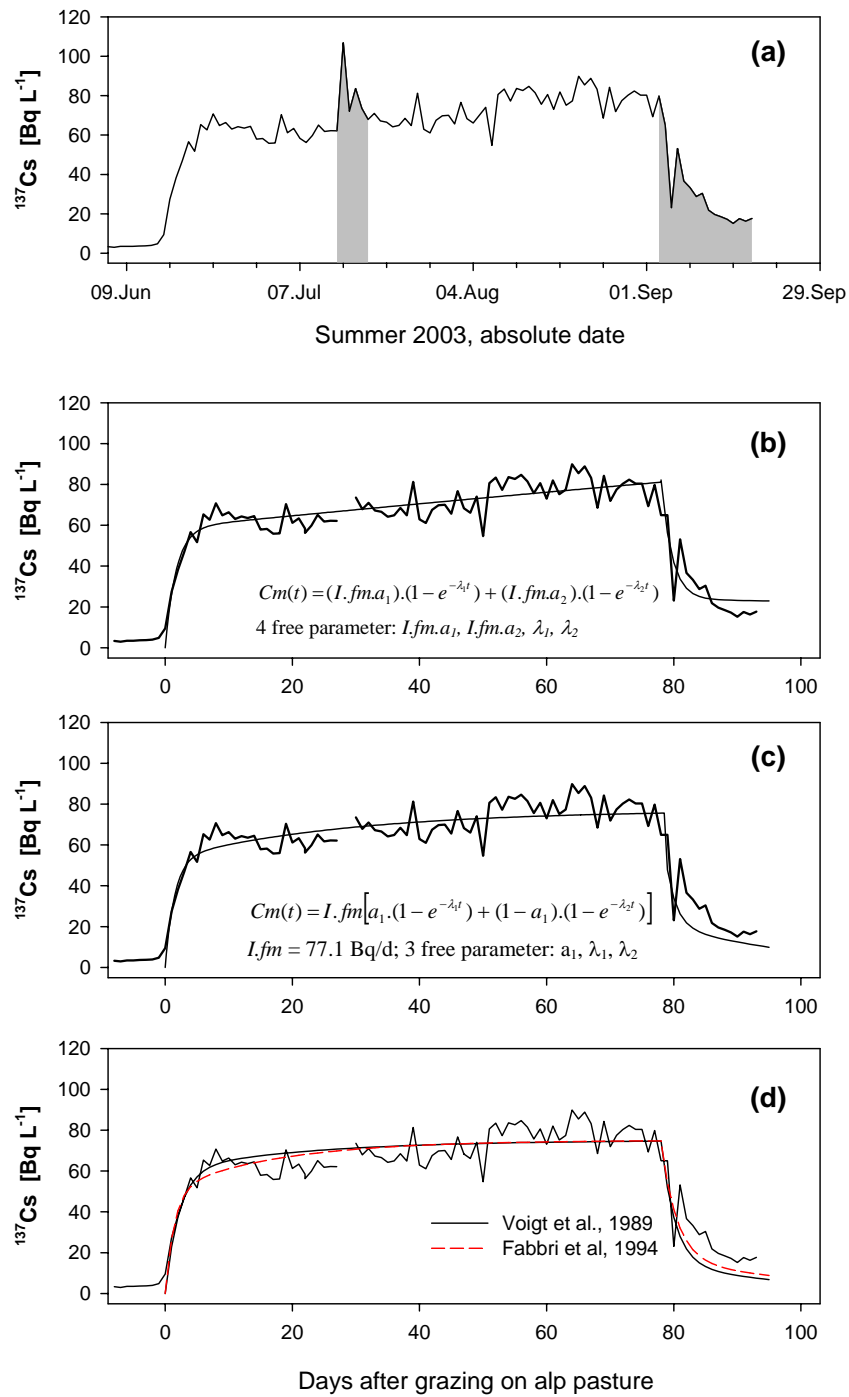 120
100
80
60
40
20
0
¹³⁷Cs [Bq L⁻¹]
(a)
09.Jun 07.Jul 04.Aug 01.Sep 29.Sep
Summer 2003, absolute date
120
100
80
60
40
20
0
¹³⁷Cs [Bq L⁻¹]
(b)
Cm(t) = (I.fm.a₁).(1 − e^{−λ₁t}) + (I.fm.a₂).(1 − e^{−λ₂t})
4 free parameter: I.fm.a₁, I.fm.a₂, λ₁, λ₂
0 20 40 60 80 100
120
100
80
60
40
20
0
¹³⁷Cs [Bq L⁻¹]
(c)
Cm(t) = I.fm[a₁.(1 − e^{−λ₁t}) + (1 − a₁).(1 − e^{−λ₂t})]
I.fm = 77.1 Bq/d; 3 free parameter: a₁, λ₁, λ₂
0 20 40 60 80 100
120
100
80
60
40
20
0
¹³⁷Cs [Bq L⁻¹]
(d)
Voigt et al., 1989
Fabbri et al, 1994
0 20 40 60 80 100
Days after grazing on alp pasture